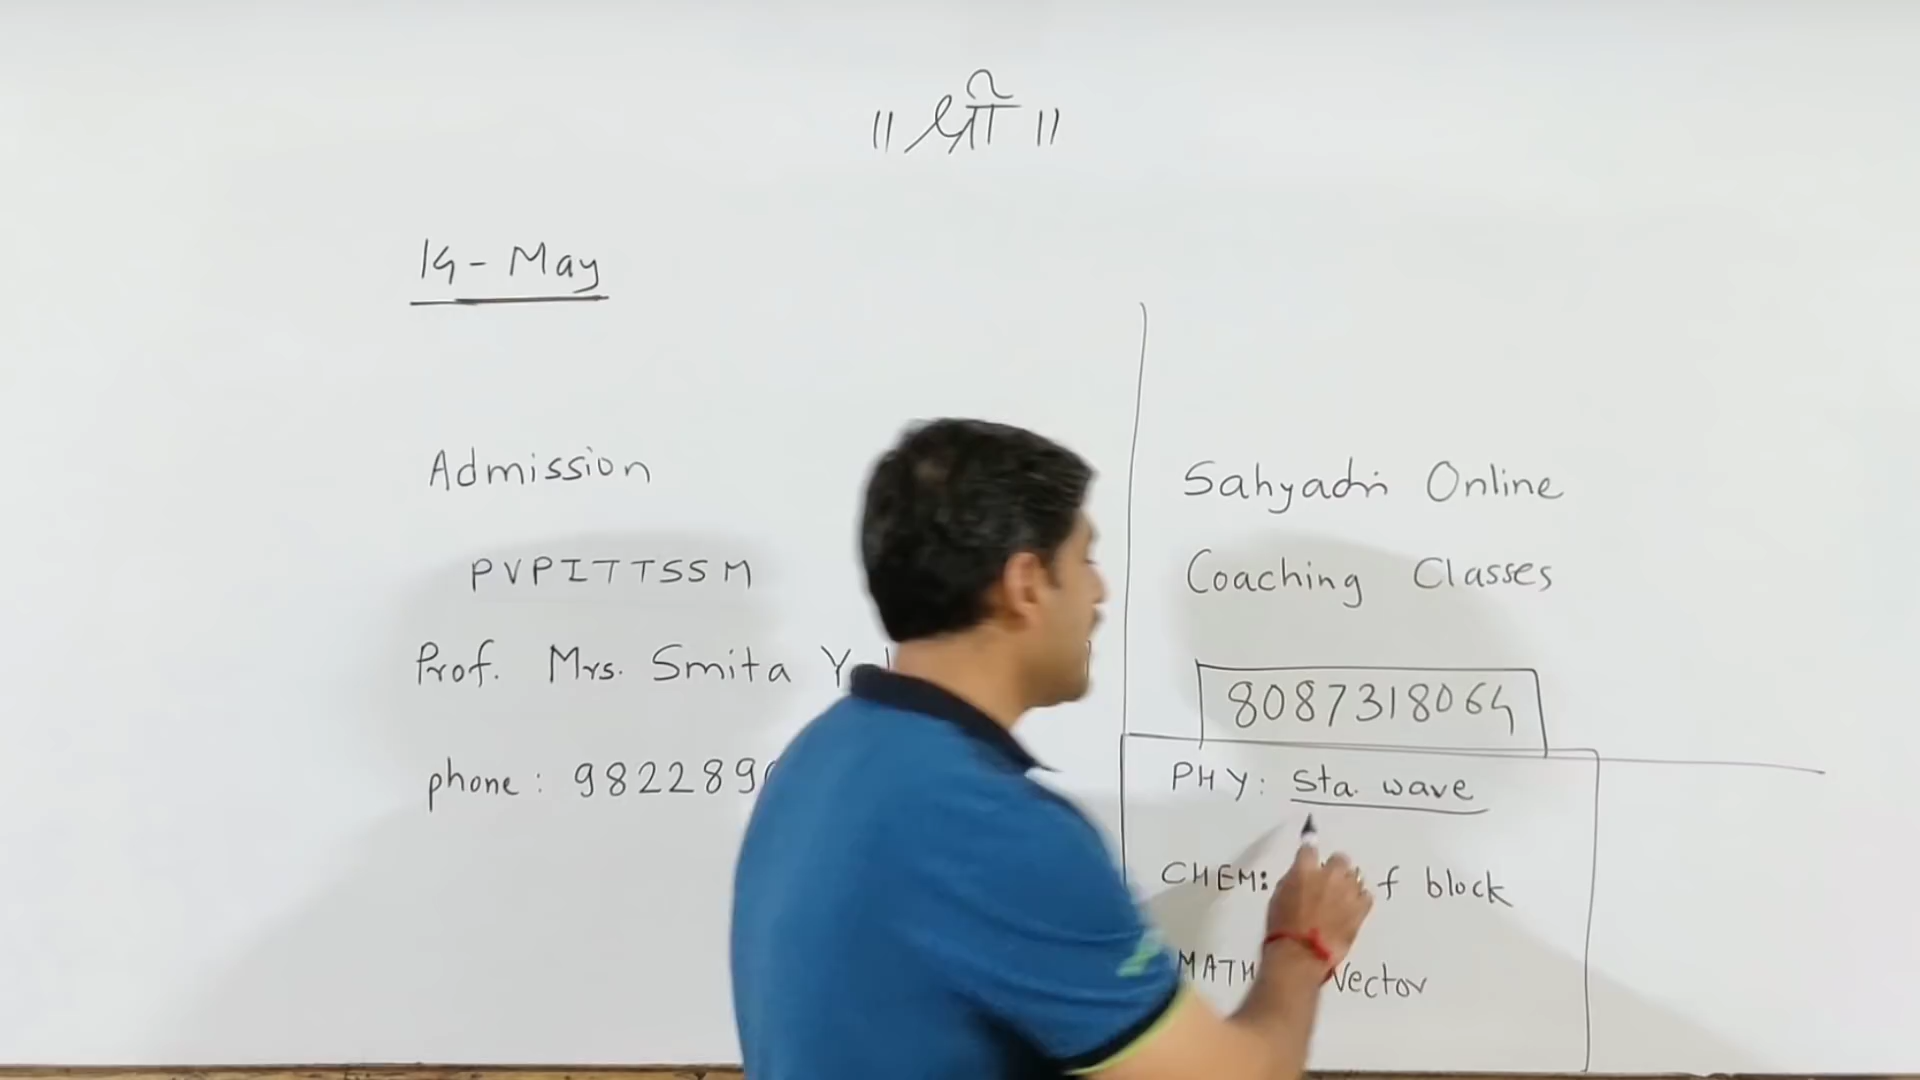 ॥ श्री ॥
14 - May
Admission
PVPITTSSM
Prof. Mrs. Smita
phone : 982289
Sahyadri Online
Coaching Classes
8087318064
PHY: Sta. wave
CHEM: f block
MATH Vector